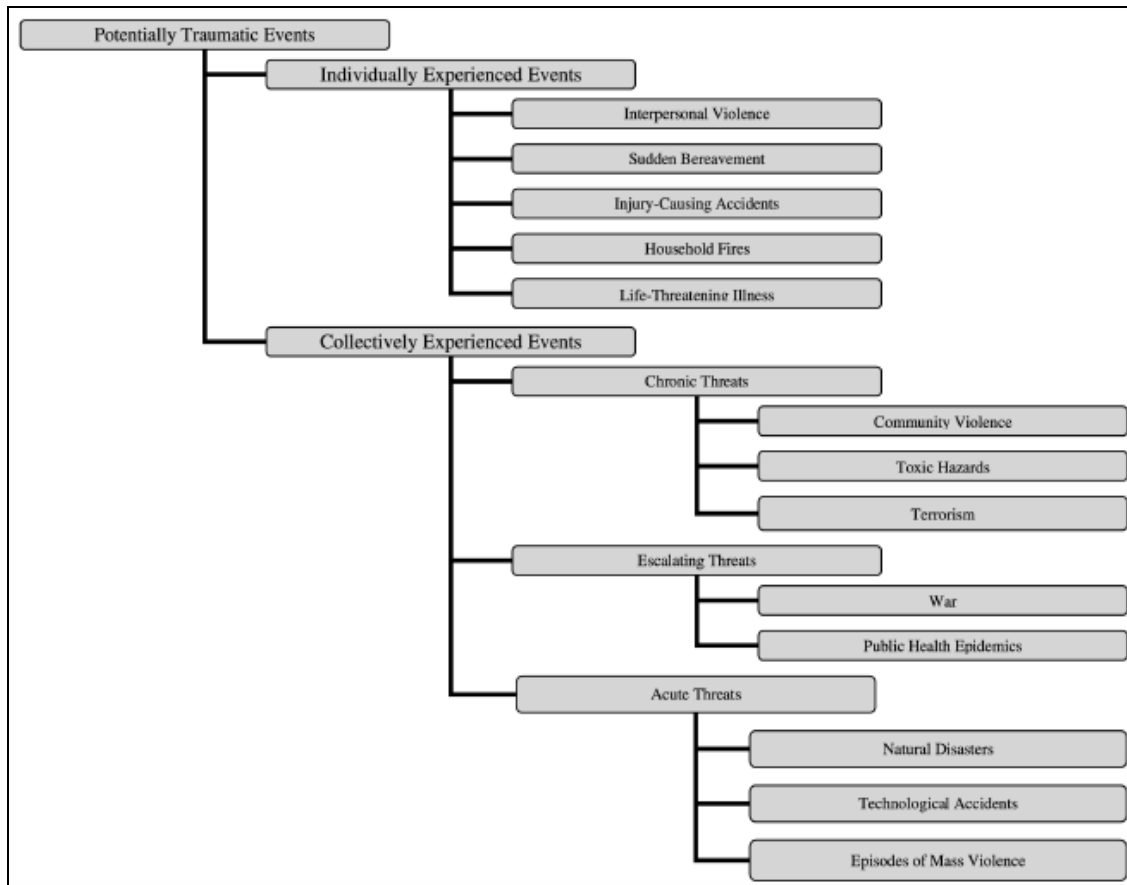 Potentially Traumatic Events
Individually Experienced Events
Interpersonal Violence
Sudden Bereavement
Injury-Causing Accidents
Household Fires
Life-Threatening Illness
Collectively Experienced Events
Chronic Threats
Community Violence
Toxic Hazards
Terrorism
Escalating Threats
War
Public Health Epidemics
Acute Threats
Natural Disasters
Technological Accidents
Episodes of Mass Violence